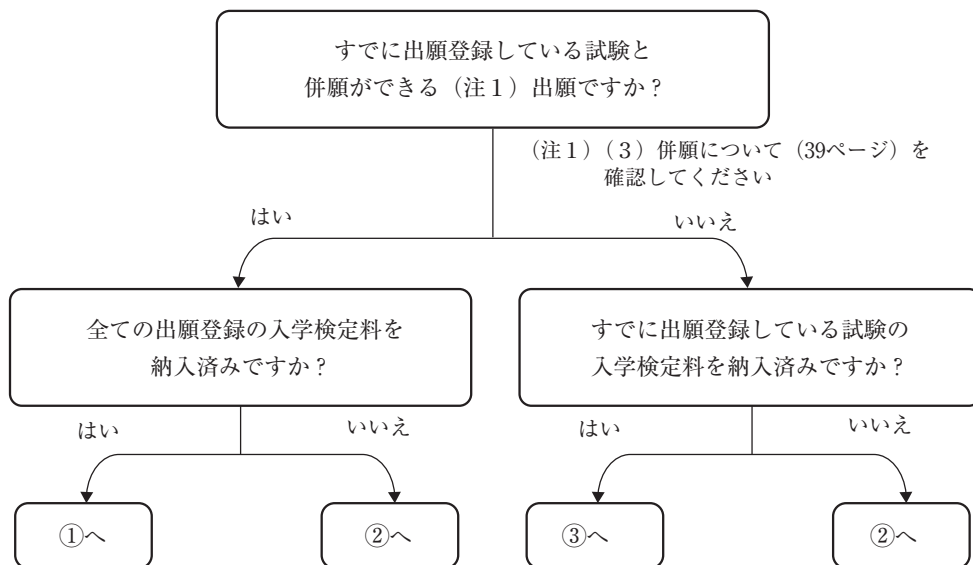 すでに出願登録している試験と
併願ができる（注１）出願ですか？
（注１）（３）併願について（39ページ）を
確認してください
はい
いいえ
全ての出願登録の入学検定料を
納入済みですか？
すでに出願登録している試験の
入学検定料を納入済みですか？
はい
いいえ
はい
いいえ
①へ
②へ
③へ
②へ